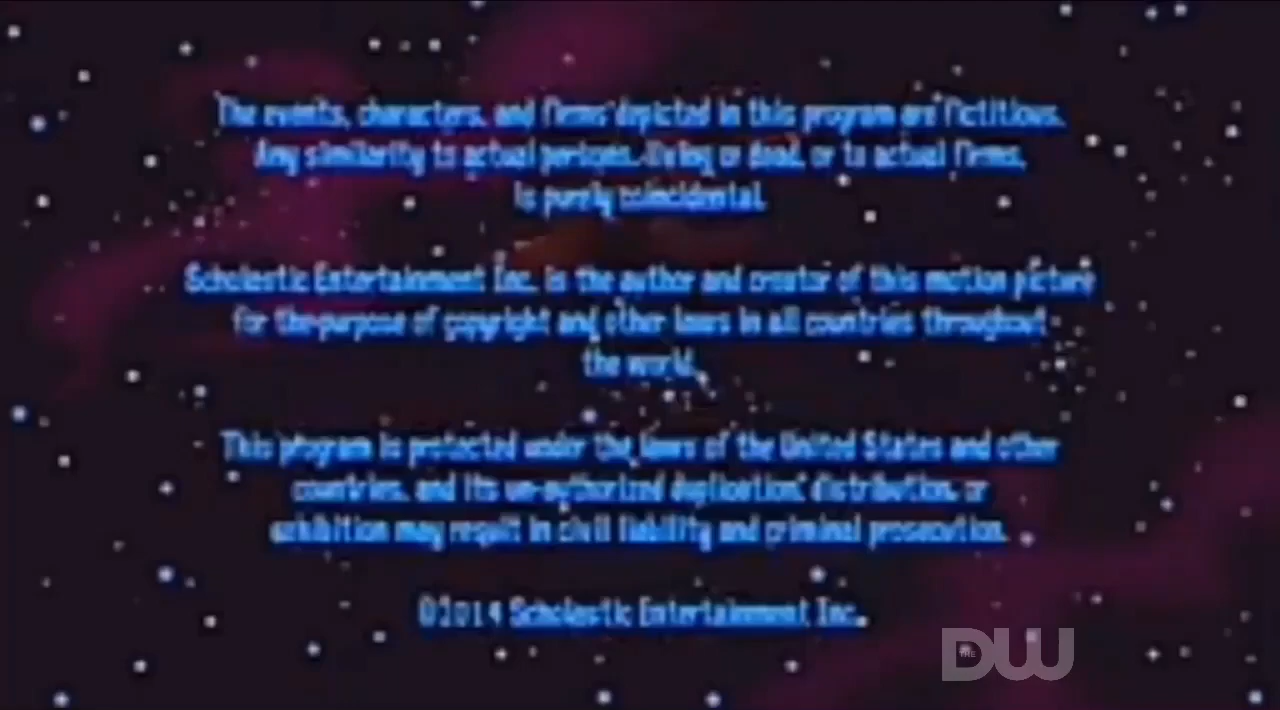 The events, characters, and firms depicted in this program are fictitious.
Any similarity to actual persons, living or dead, or to actual firms,
is purely coincidental.
Scholastic Entertainment Inc. is the author and creator of this motion picture
for the purpose of copyright and other laws in all countries throughout
the world.
This program is protected under the laws of the United States and other
countries, and its un-authorized duplication, distribution, or
exhibition may result in civil liability and criminal prosecution.
©2014 Scholastic Entertainment Inc.
THE DW